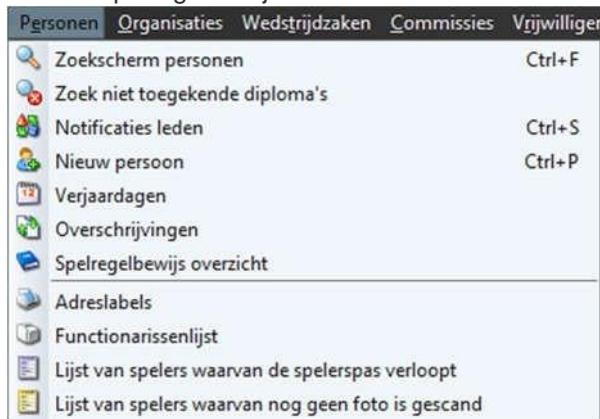 Personen Organisaties Wedstrijdzaken Commissies Vrijwilliger
Zoekscherm personen Ctrl+F
Zoek niet toegekende diploma's
Notificaties leden Ctrl+S
Nieuw persoon Ctrl+P
Verjaardagen
Overschrijvingen
Spelregelbewijs overzicht
Adreslabels
Functionarissenlijst
Lijst van spelers waarvan de spelerspas verloopt
Lijst van spelers waarvan nog geen foto is gescand